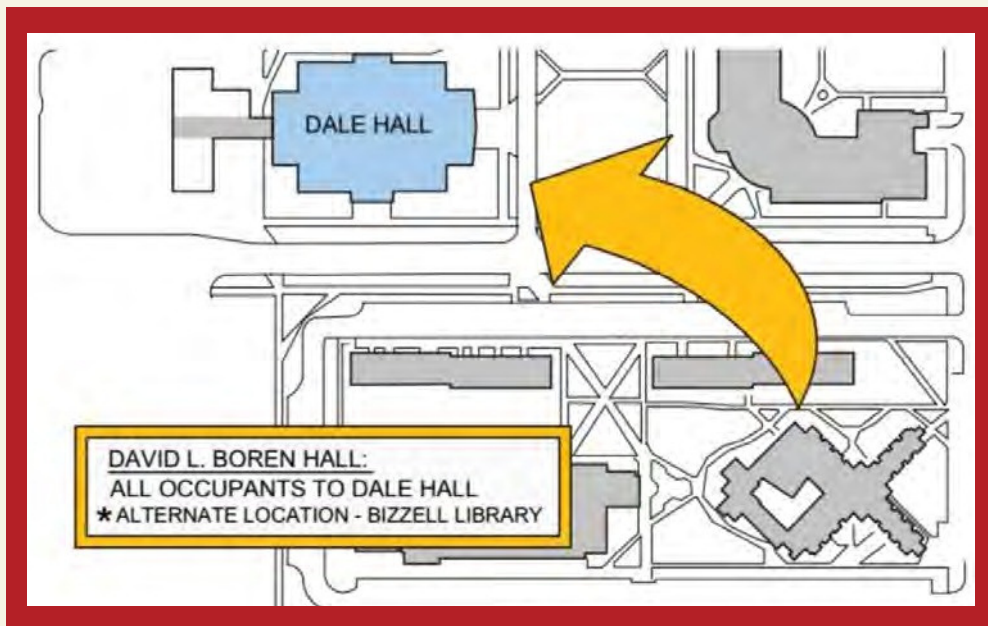 DALE HALL
DAVID L. BOREN HALL:
ALL OCCUPANTS TO DALE HALL
* ALTERNATE LOCATION - BIZZELL LIBRARY